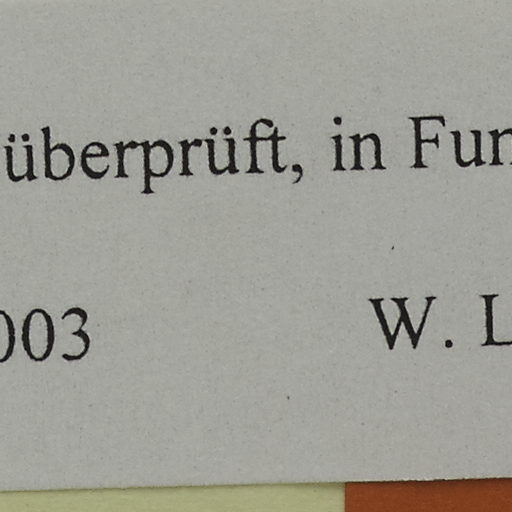 überprüft, in Fun
003 W. L